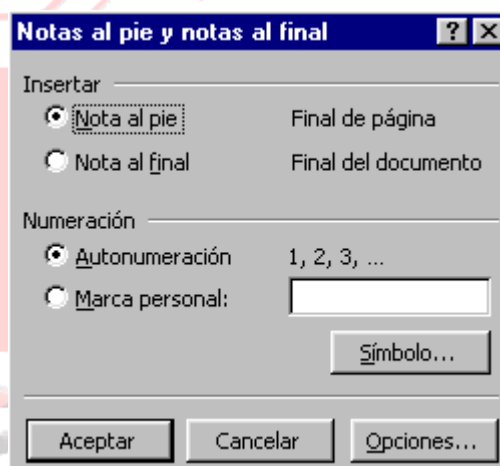 Notas al pie y notas al final
Insertar
Nota al pie Final de página
Nota al final Final del documento
Numeración
Autonumeración 1, 2, 3, ...
Marca personal:
Símbolo...
Aceptar Cancelar Opciones...